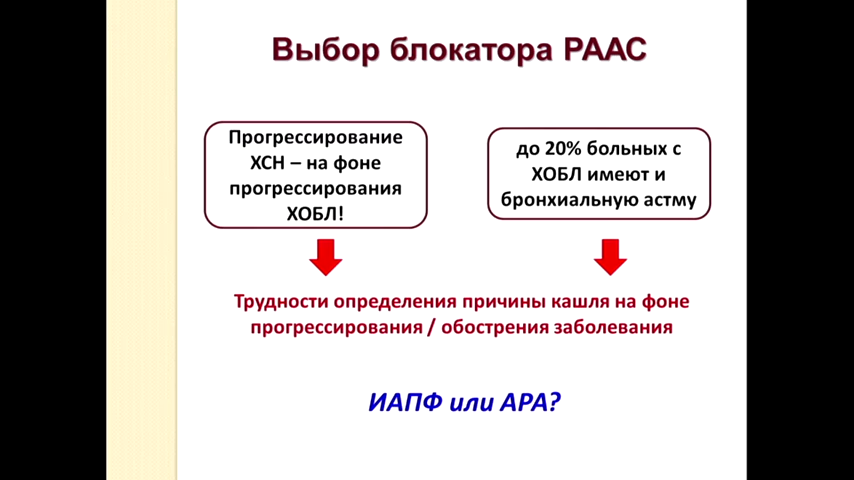 Выбор блокатора РААС
Прогрессирование
ХСН – на фоне
прогрессирования
ХОБЛ!
до 20% больных с
ХОБЛ имеют и
бронхиальную астму
Трудности определения причины кашля на фоне
прогрессирования / обострения заболевания
ИАПФ или АРА?